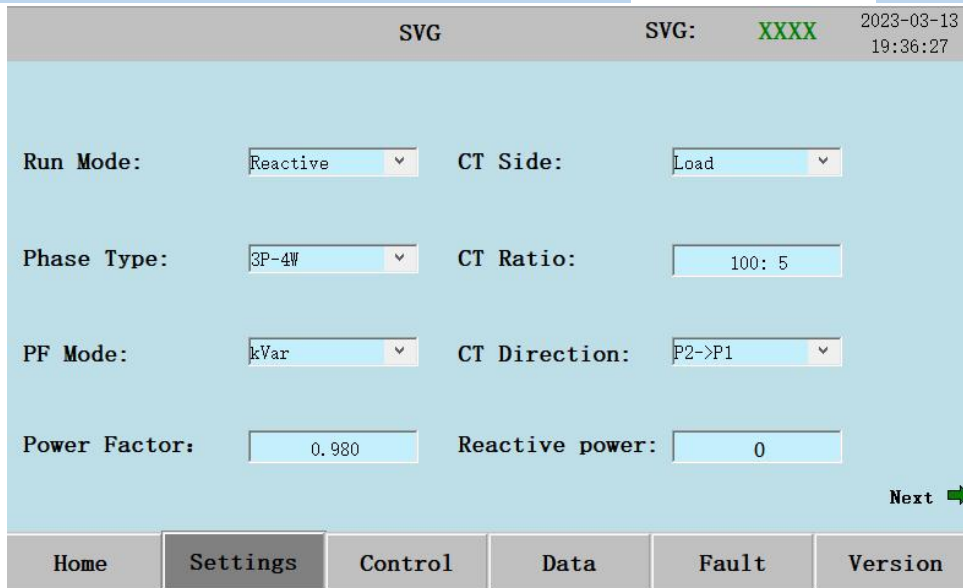 SVG SVG: XXXX 2023-03-13
19:36:27
Run Mode: Reactive CT Side: Load
Phase Type: 3P-4W CT Ratio: 100: 5
PF Mode: kVar CT Direction: P2->P1
Power Factor: 0.980 Reactive power: 0
Next
Home Settings Control Data Fault Version